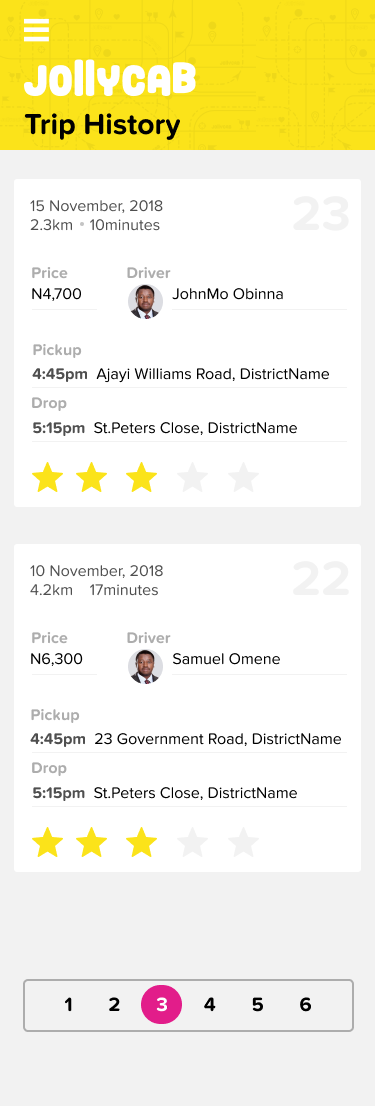 JollyCAB
Trip History
15 November, 2018
23
2.3km • 10minutes
Price
Driver
N4,700
JohnMo Obinna
Pickup
4:45pm Ajayi Williams Road, DistrictName
Drop
5:15pm St.Peters Close, DistrictName
10 November, 2018
22
4.2km 17minutes
Price
Driver
N6,300
Samuel Omene
Pickup
4:45pm 23 Government Road, DistrictName
Drop
5:15pm St.Peters Close, DistrictName
1 2 3 4 5 6